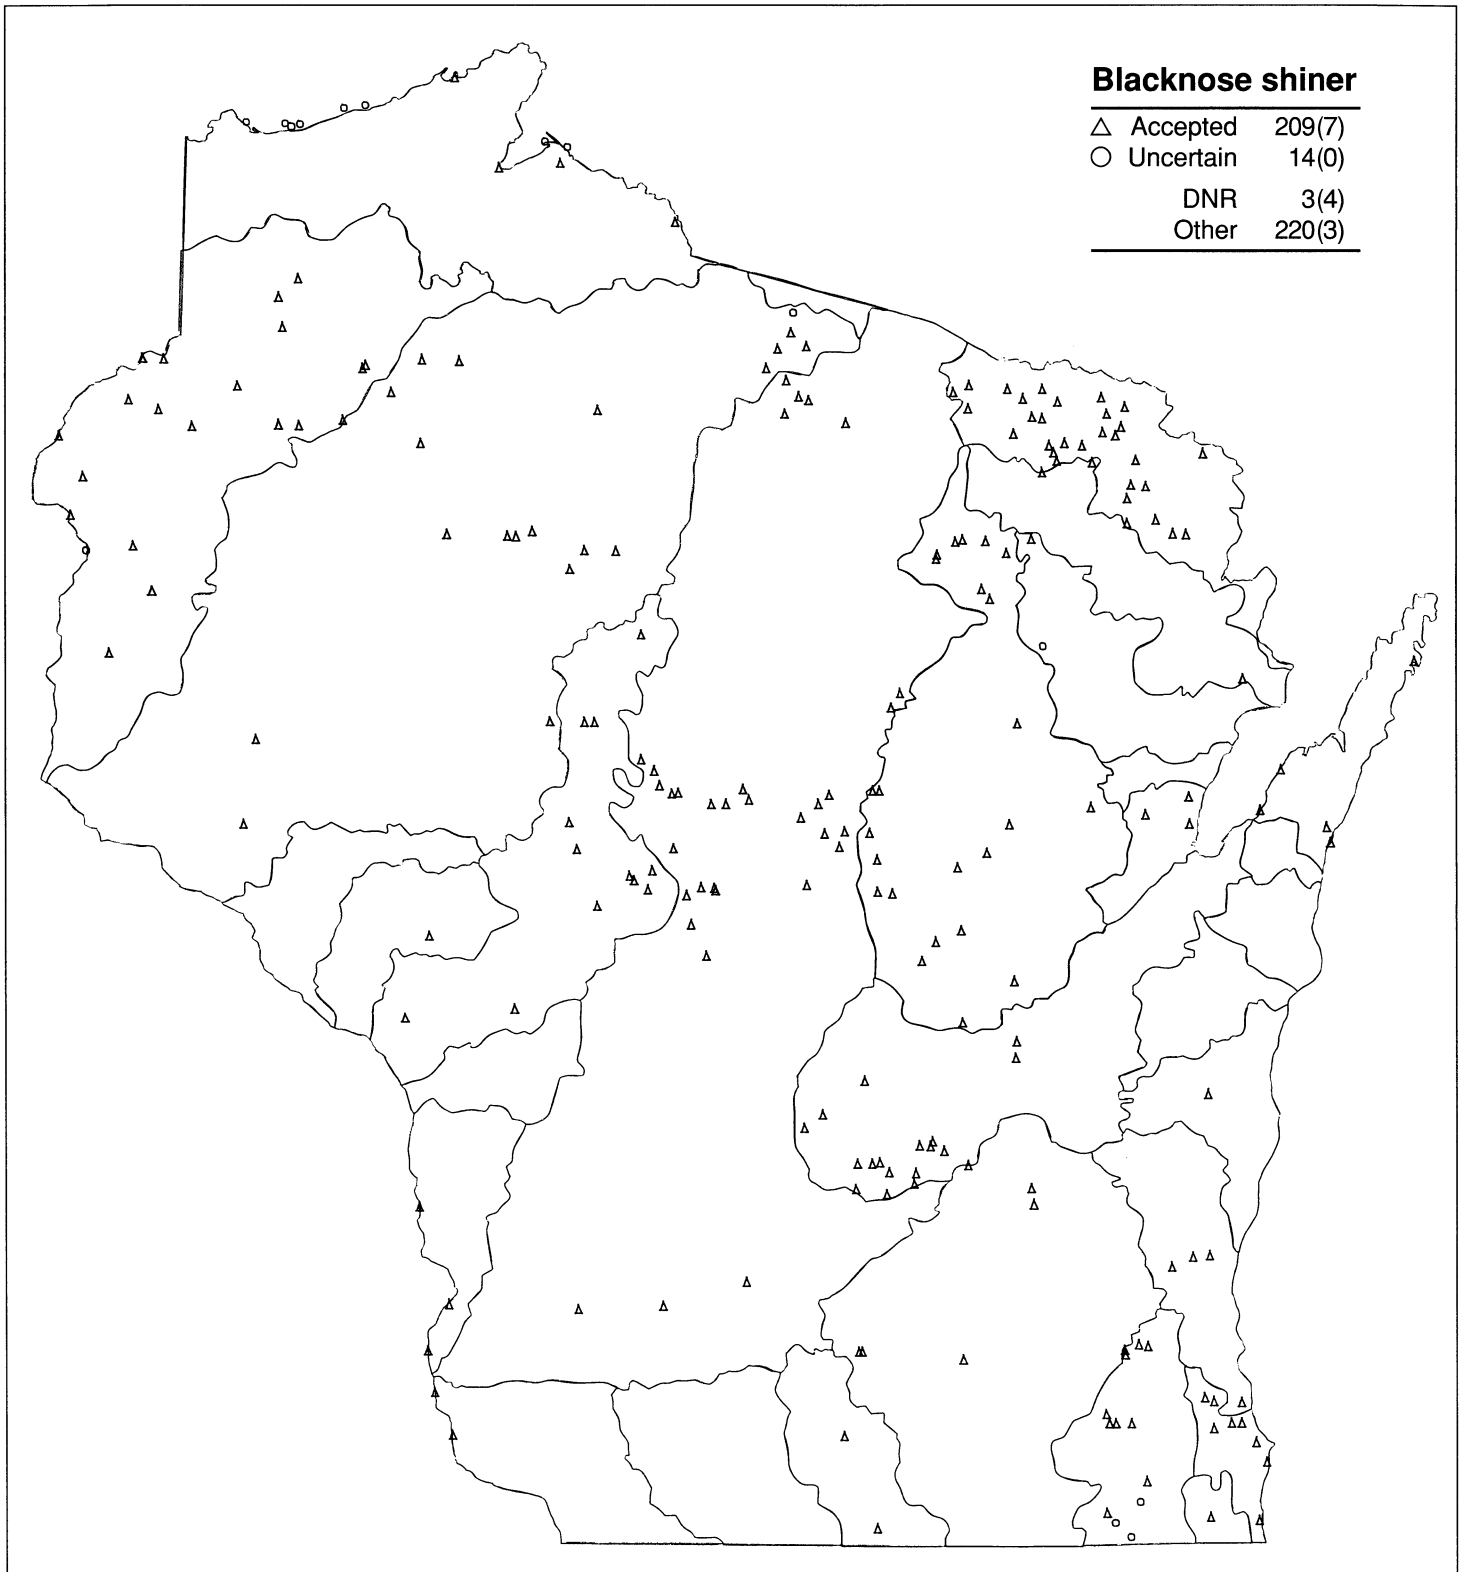 Blacknose shiner
Accepted 209(7)
Uncertain 14(0)
DNR 3(4)
Other 220(3)